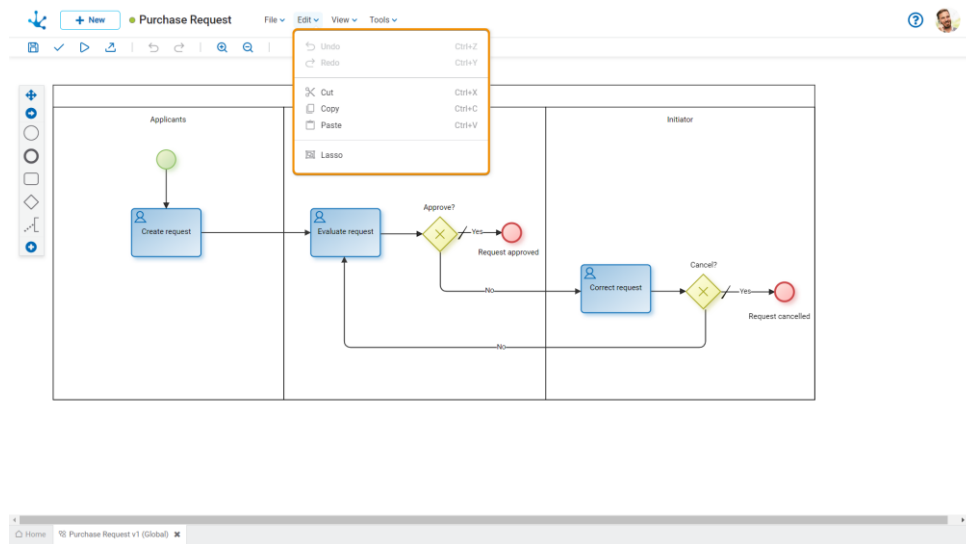 New
Purchase Request
File
Edit
View
Tools
Undo Ctrl+Z
Redo Ctrl+Y
Cut Ctrl+X
Copy Ctrl+C
Paste Ctrl+V
Lasso
Applicants
Initiator
Create request
Evaluate request
Approve?
Yes
Request approved
No
Correct request
Cancel?
Yes
Request cancelled
No
Home
Purchase Request v1 (Global)